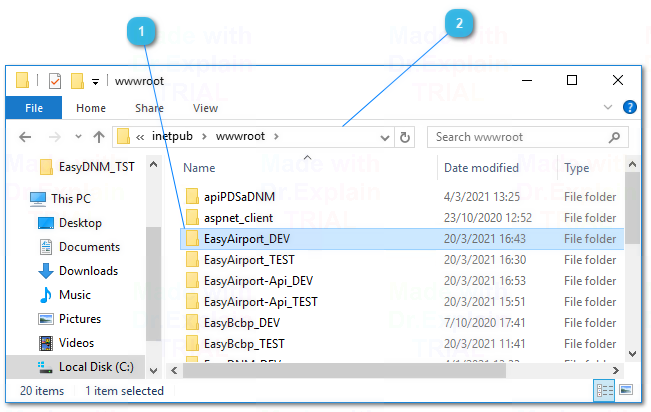 1
2
Made with
Dr.Explain
TRIAL
wwwroot
File Home Share View
?
« inetpub > wwwroot >
Search wwwroot
EasyDNM_TST
This PC
Desktop
Documents
Downloads
Music
Pictures
Videos
Local Disk (C:)
Name Date modified Type
apiPDSaDNM 4/3/2021 13:25 File folder
aspnet_client 23/10/2020 12:52 File folder
EasyAirport_DEV 20/3/2021 16:43 File folder
EasyAirport_TEST 20/3/2021 16:30 File folder
EasyAirport-Api_DEV 20/3/2021 16:53 File folder
EasyAirport-Api_TEST 20/3/2021 15:51 File folder
EasyBcbp_DEV 7/10/2020 17:41 File folder
EasyBcbp_TEST 20/3/2021 11:41 File folder
20 items 1 item selected